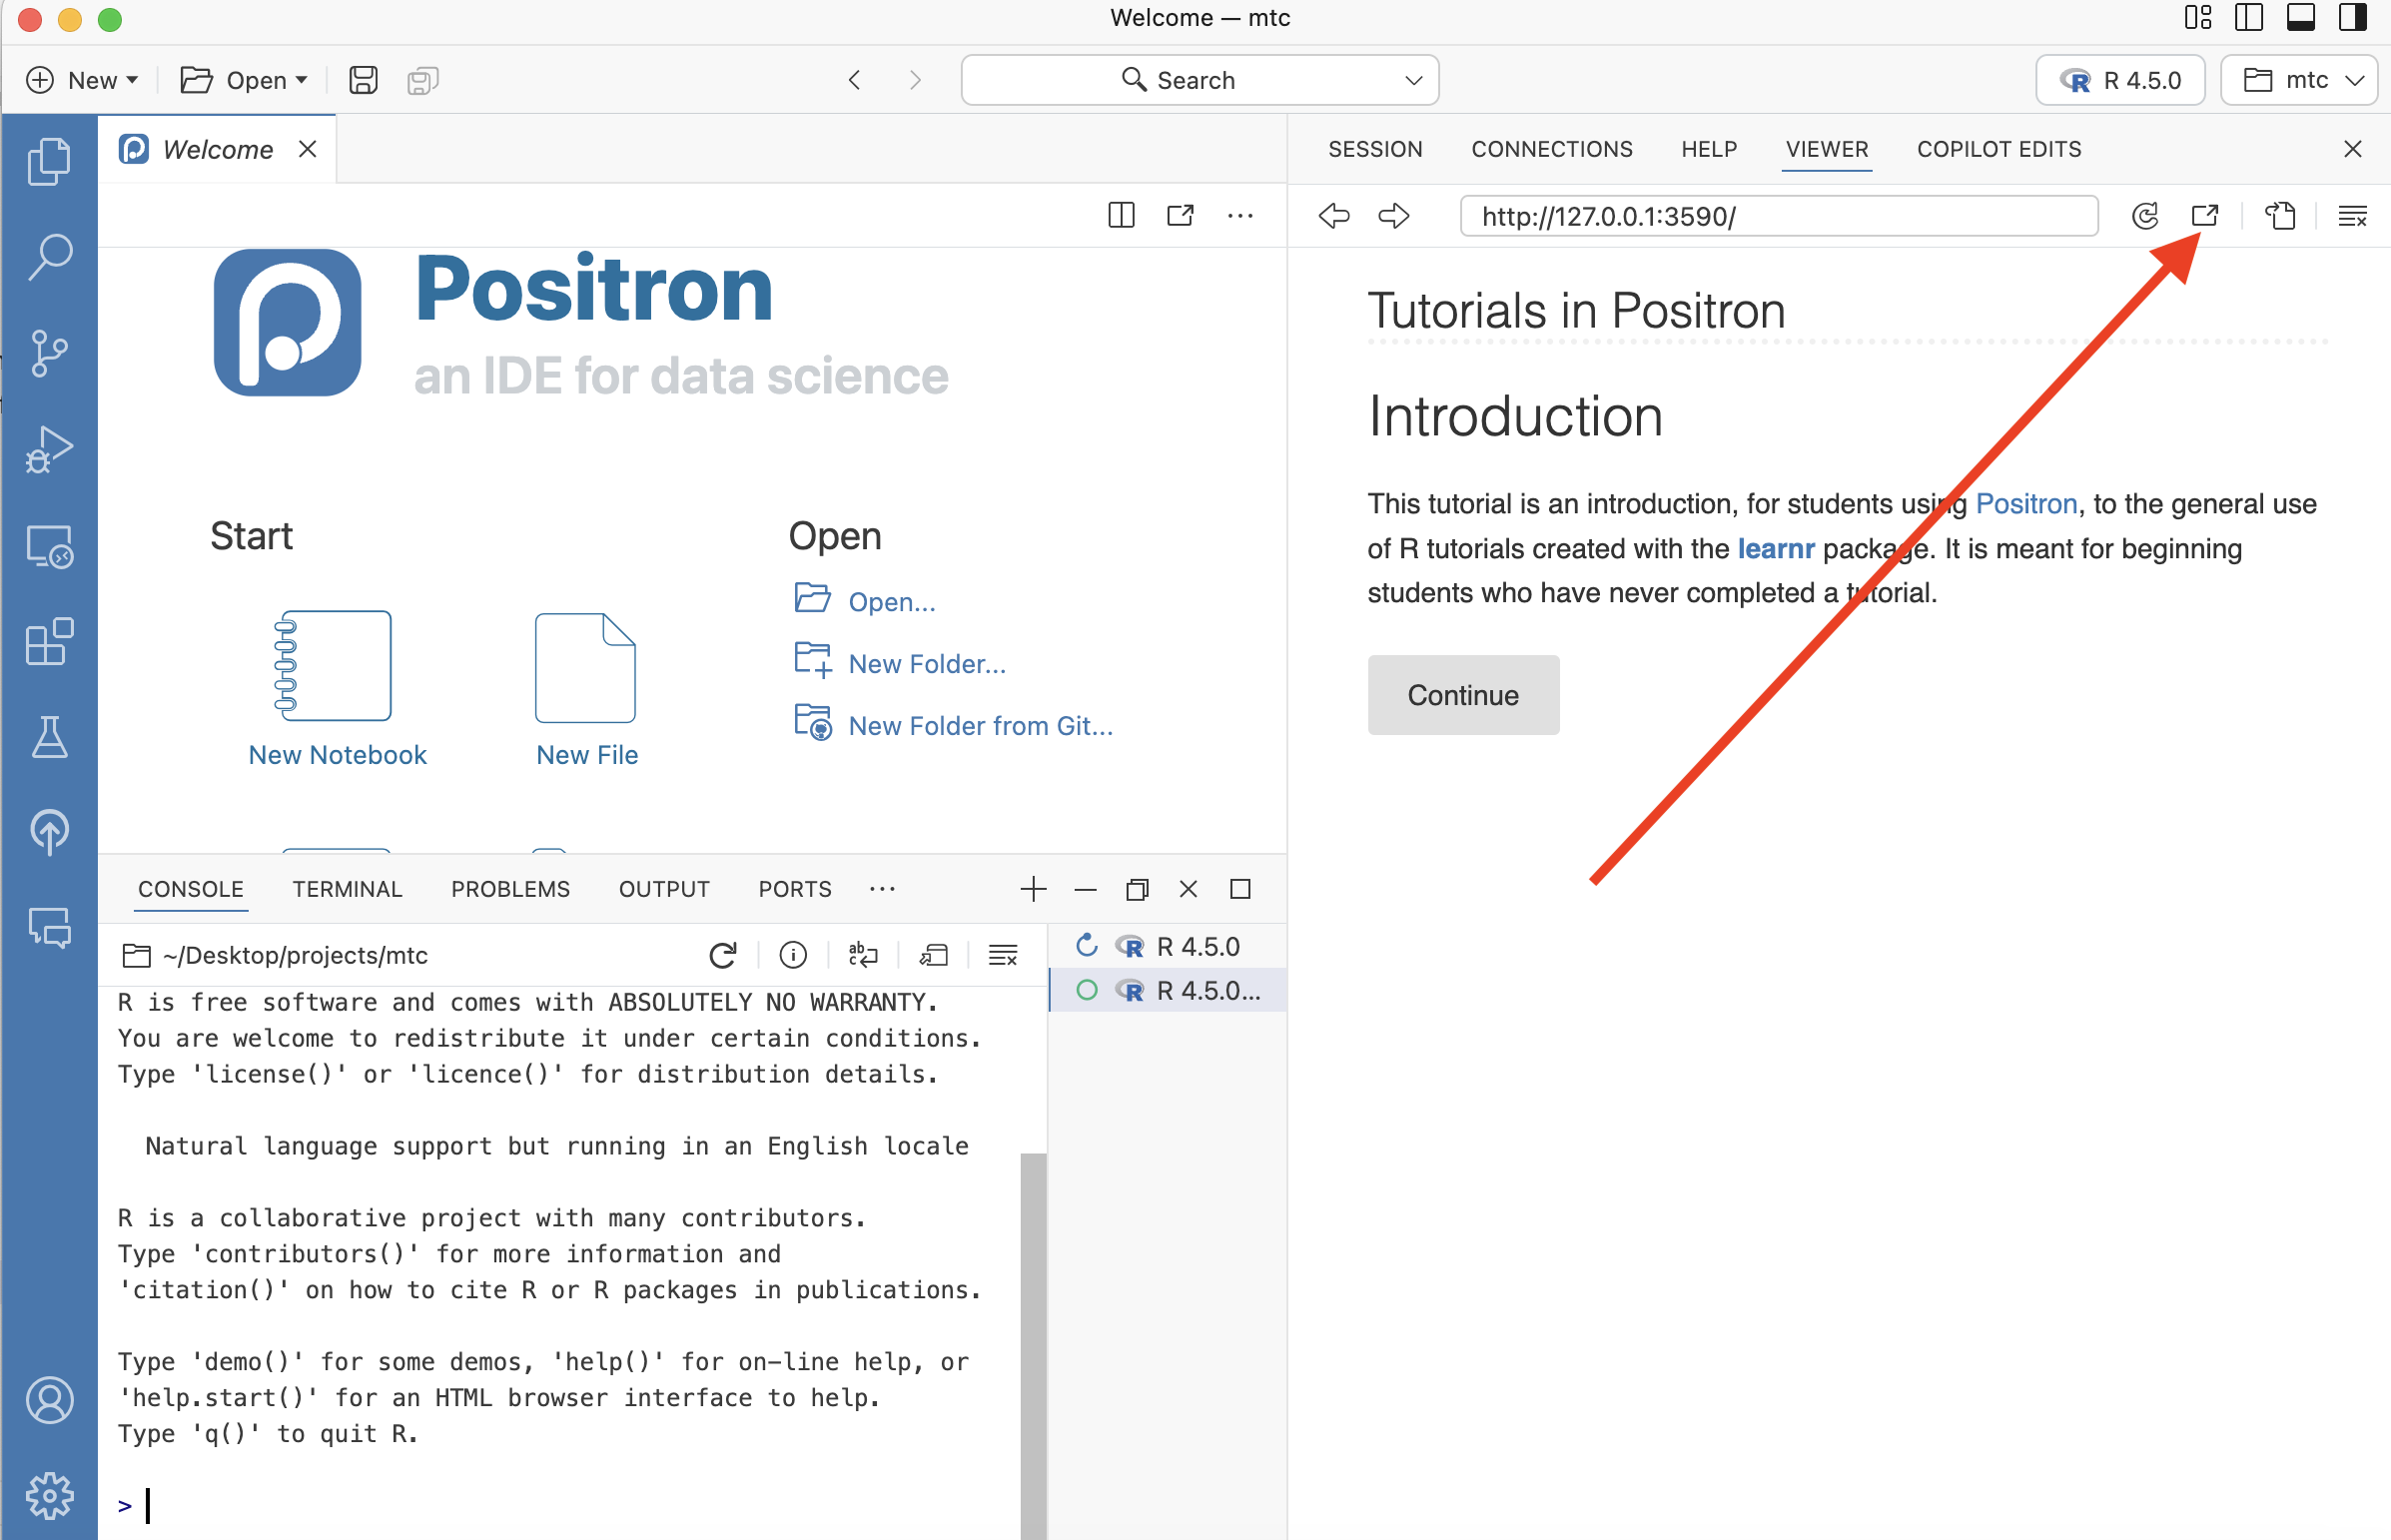 Welcome — mtc
New
Open
Search
R 4.5.0
mtc
Welcome
Positron
an IDE for data science
Start
Open
Open...
New Folder...
New Folder from Git...
New Notebook
New File
CONSOLE
TERMINAL
PROBLEMS
OUTPUT
PORTS
~/Desktop/projects/mtc
R 4.5.0
R 4.5.0...
R is free software and comes with ABSOLUTELY NO WARRANTY.
You are welcome to redistribute it under certain conditions.
Type 'license()' or 'licence()' for distribution details.
Natural language support but running in an English locale
R is a collaborative project with many contributors.
Type 'contributors()' for more information and
'citation()' on how to cite R or R packages in publications.
Type 'demo()' for some demos, 'help()' for on-line help, or
'help.start()' for an HTML browser interface to help.
Type 'q()' to quit R.
>
SESSION
CONNECTIONS
HELP
VIEWER
COPILOT EDITS
http://127.0.0.1:3590/
Tutorials in Positron
Introduction
This tutorial is an introduction, for students using Positron, to the general use
of R tutorials created with the learnr package. It is meant for beginning
students who have never completed a tutorial.
Continue